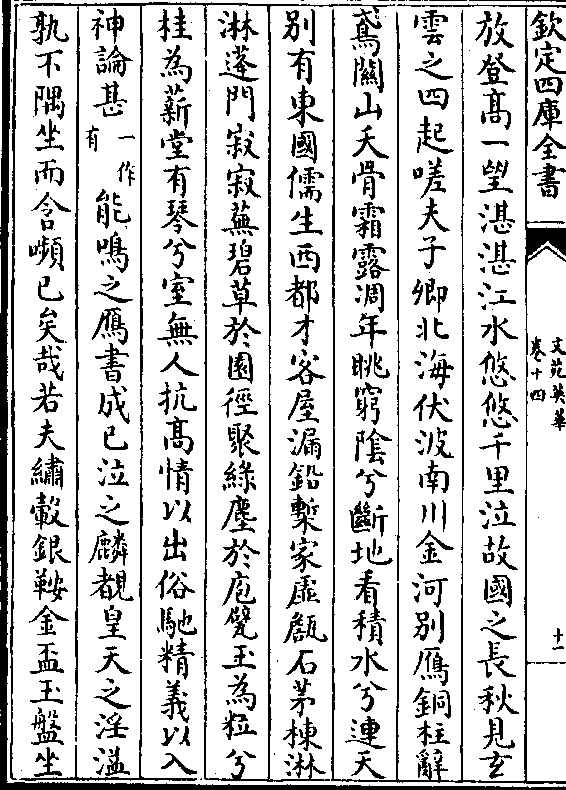 欽定四庫全書
文苑英華
卷十四
十一
放登高一望湛湛江水悠悠千里泣故國之長秋見玄
雲之四起嗟夫子卿北海伏波南川金河别鴈銅柱辭
鳶關山夭骨霜露凋年眺窮隂兮斷地看積水兮連天
别有東國儒生西都才客屋漏鉛槧家虛甔石茅棟淋
淋蓬門寂寂蕪碧草於園徑聚緑塵於庖甓玉為粒兮
桂為薪堂有琴兮室無人抗高情以出俗馳精義以入
神論甚一作有能鳴之鴈書成已泣之麟覩皇天之淫溢
孰不隅坐而含嚬已矣哉若夫繡轂銀鞍金盃玉盤坐